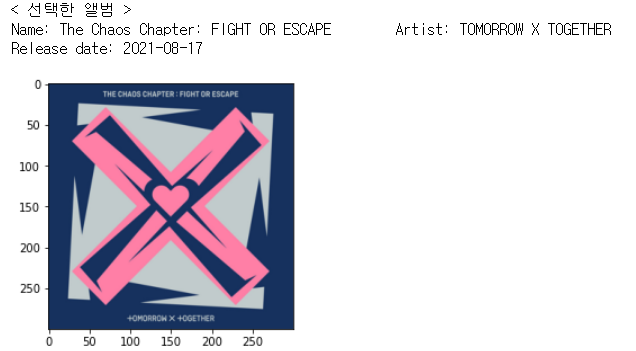 < 선택한 앨범 >
Name: The Chaos Chapter: FIGHT OR ESCAPE Artist: TOMORROW X TOGETHER
Release date: 2021-08-17
0
THE CHAOS CHAPTER : FIGHT OR ESCAPE
50
100
150
200
250
TOMORROW X TOGETHER
0 50 100 150 200 250